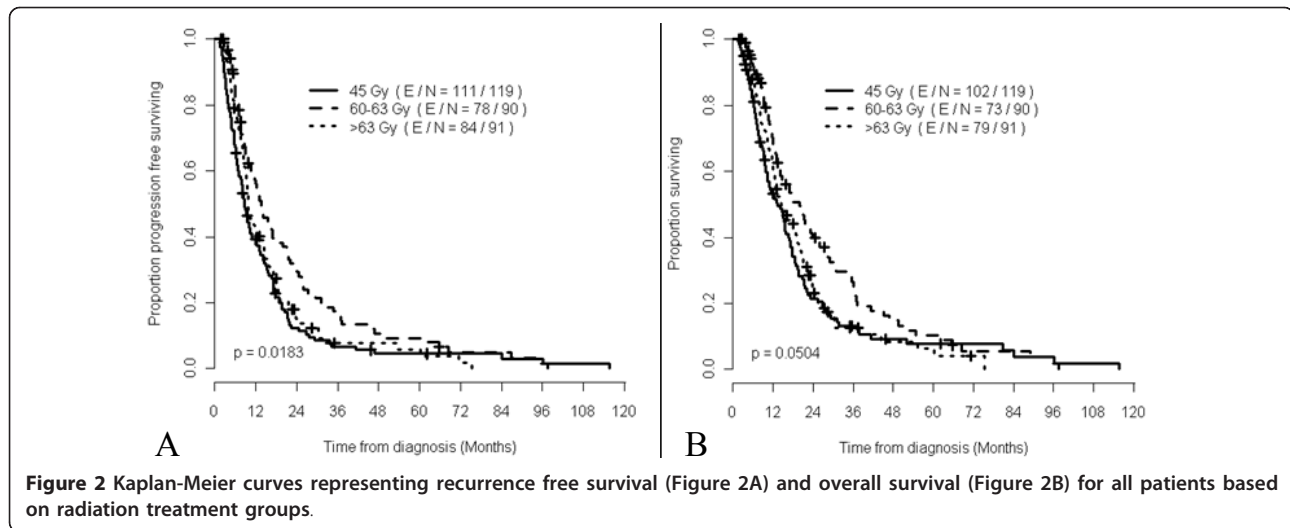 Proportion progression free surviving
1.0
0.8
0.6
0.4
0.2
0.0
45 Gy ( E / N = 111 / 119 )
60-63 Gy ( E / N = 78 / 90 )
>63 Gy ( E / N = 84 / 91 )
p = 0.0183
0 12 24 36 48 60 72 84 96 108 120
Time from diagnosis (Months)
A
Proportion surviving
1.0
0.8
0.6
0.4
0.2
0.0
45 Gy ( E / N = 102 / 119 )
60-63 Gy ( E / N = 73 / 90 )
>63 Gy ( E / N = 79 / 91 )
p = 0.0504
0 12 24 36 48 60 72 84 96 108 120
Time from diagnosis (Months)
B
Figure 2 Kaplan-Meier curves representing recurrence free survival (Figure 2A) and overall survival (Figure 2B) for all patients based
on radiation treatment groups.